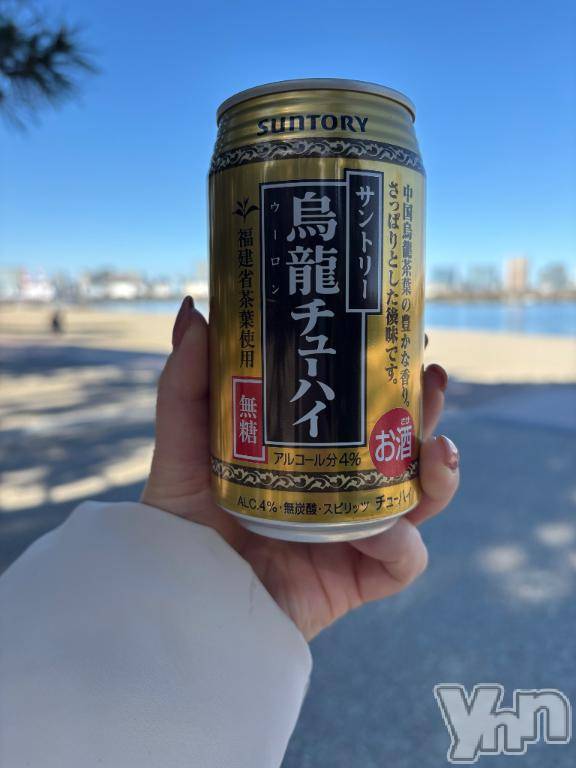 SUNTORY
中国烏龍茶葉の豊かな香り。
さっぱりとした後味です。
サントリー
烏龍チューハイ
ウーロン
福建省茶葉使用
無糖
お酒
さけ
アルコール分4%
ALC.4%・無炭酸・スピリッツ チューハイ
Ynn